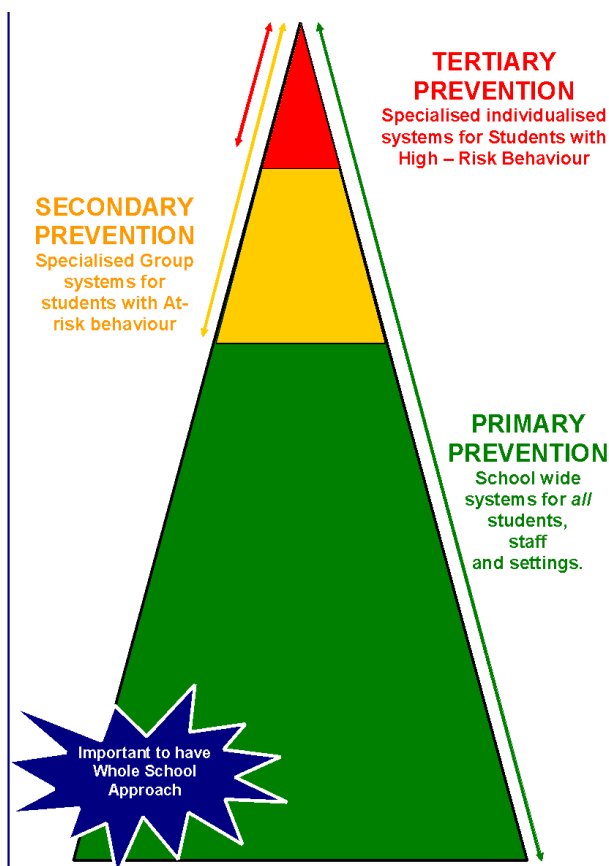 TERTIARY
PREVENTION
Specialised individualised
systems for Students with
High – Risk Behaviour
SECONDARY
PREVENTION
Specialised Group
systems for
students with At-
risk behaviour
PRIMARY
PREVENTION
School wide
systems for all
students,
staff
and settings.
Important to have
Whole School
Approach